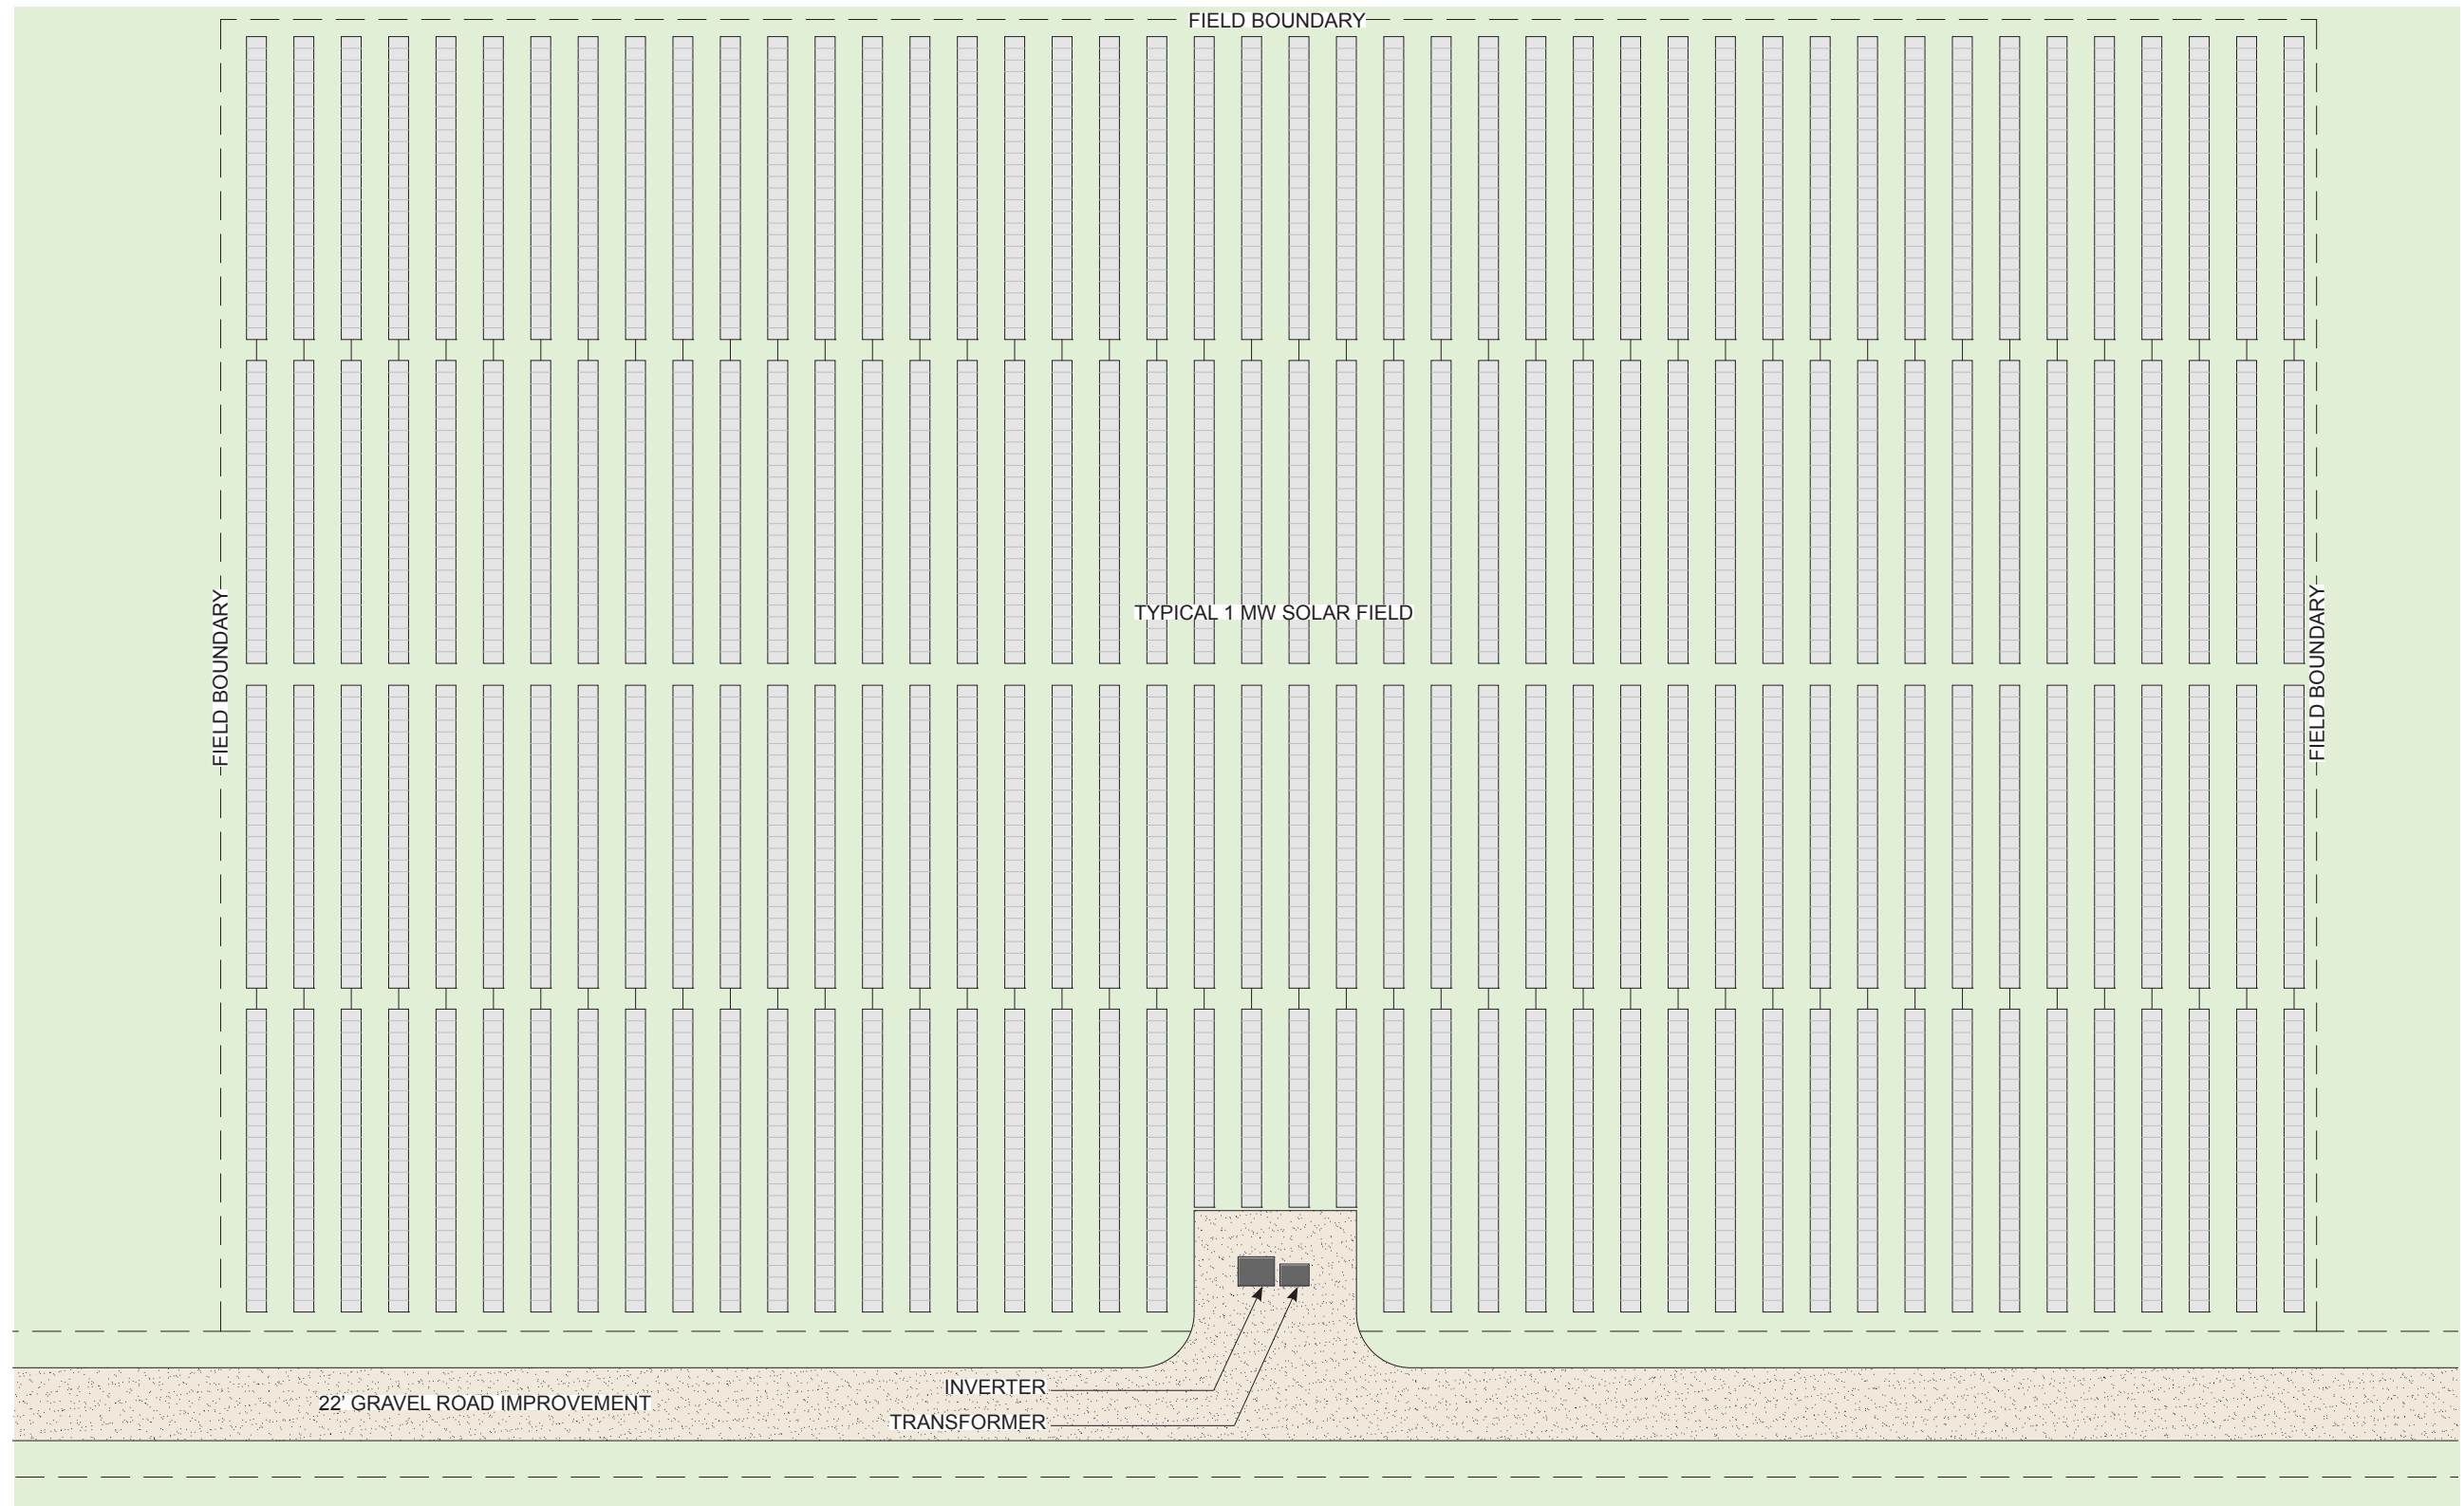 FIELD BOUNDARY
TYPICAL 1 MW SOLAR FIELD
FIELD BOUNDARY
FIELD BOUNDARY
INVERTER
22' GRAVEL ROAD IMPROVEMENT
TRANSFORMER